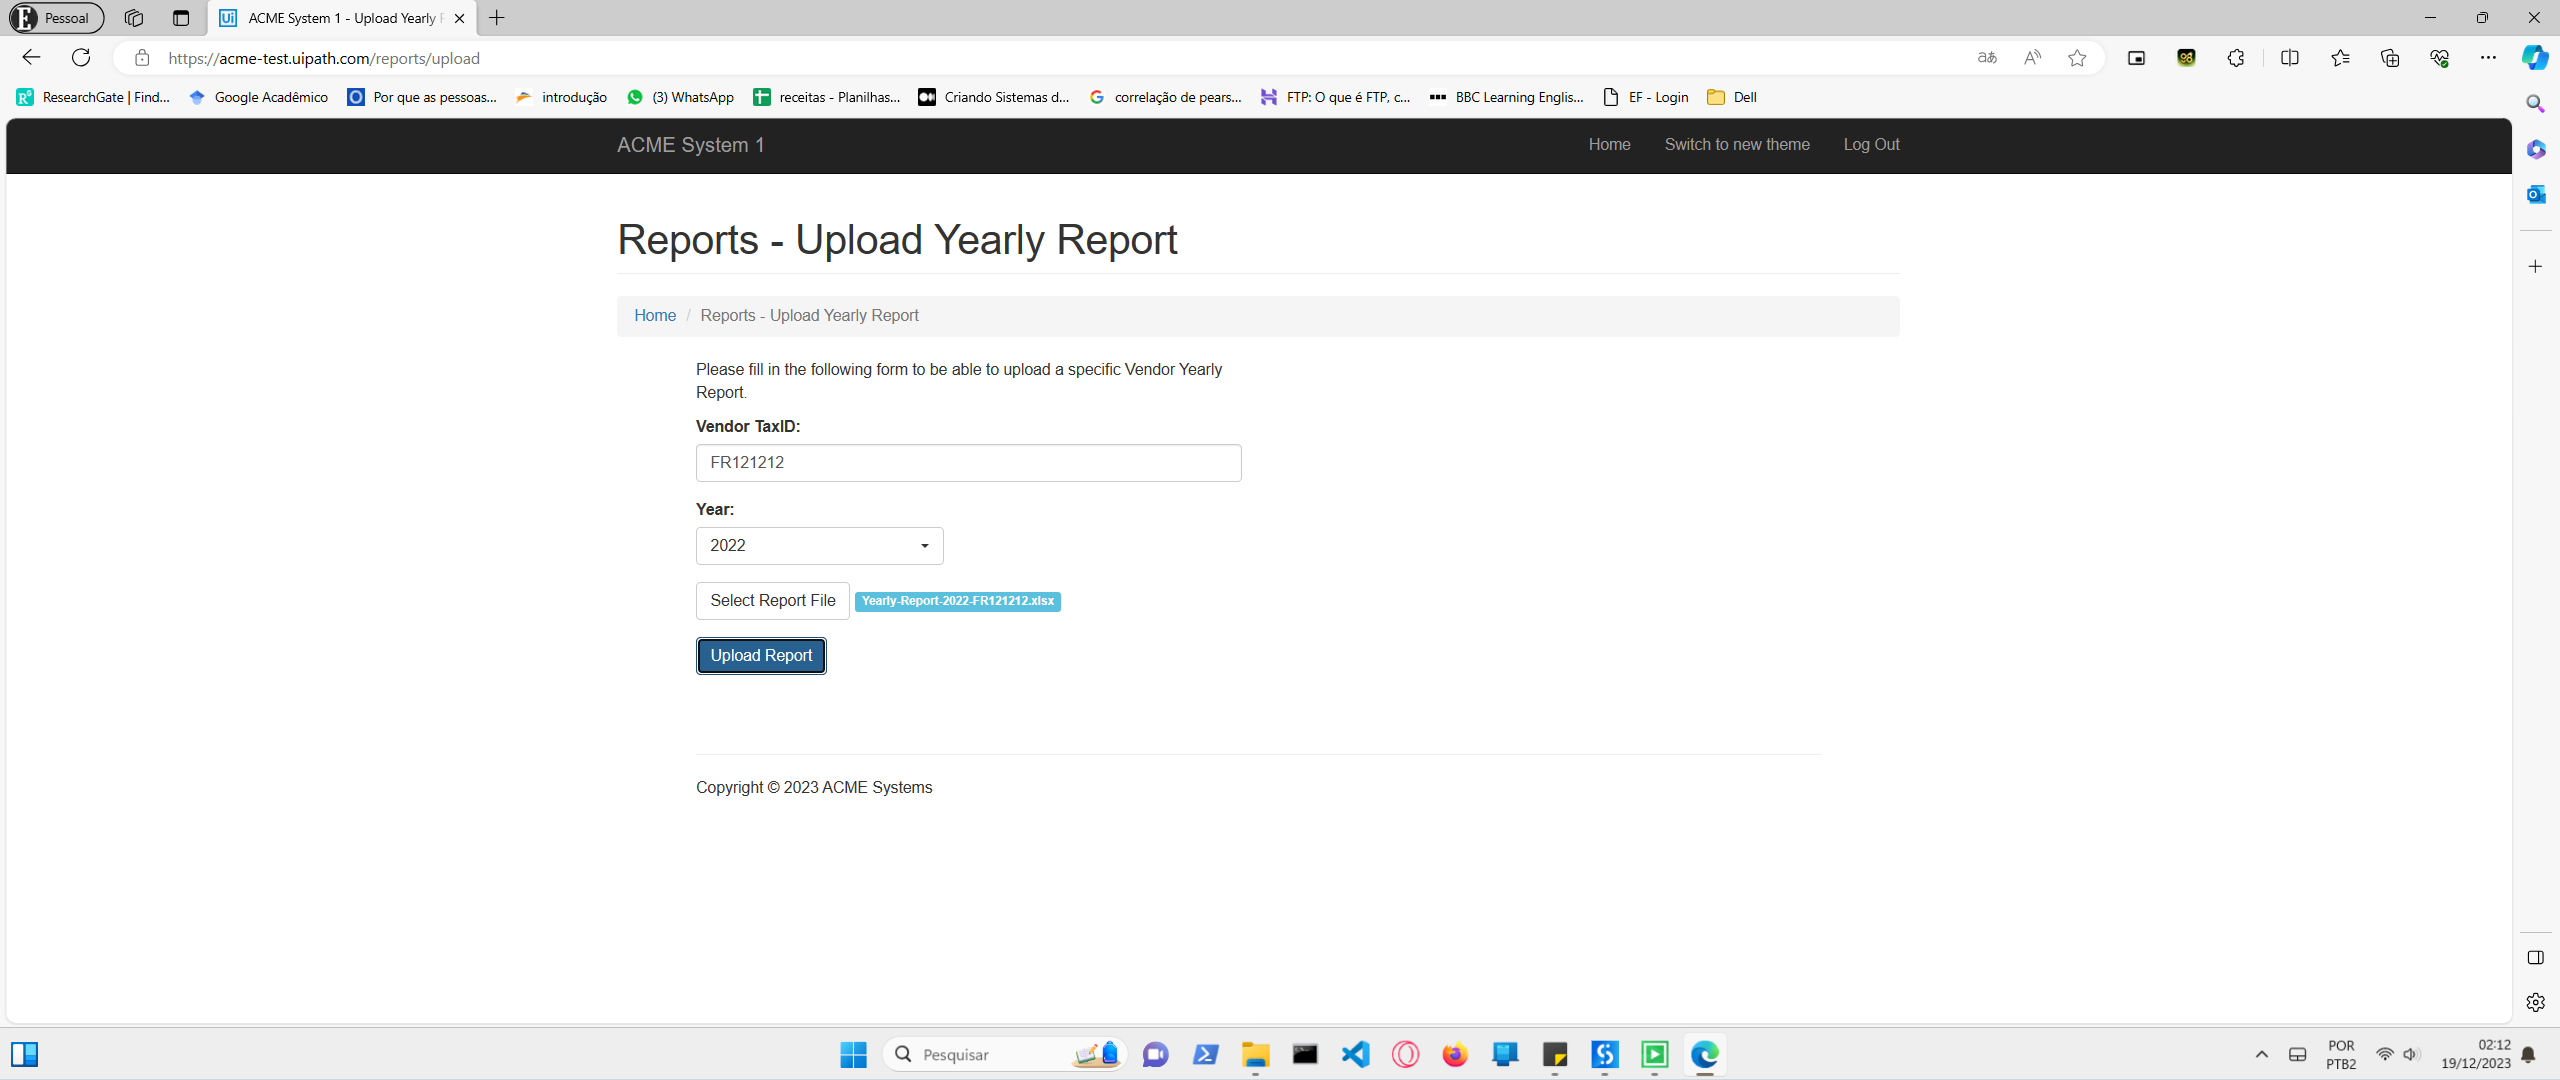 Pessoal
ACME System 1 - Upload Yearly
https://acme-test.uipath.com/reports/upload
ResearchGate | Find...
Google Acadêmico
Por que as pessoas...
introdução
(3) WhatsApp
receitas - Planilhas...
Criando Sistemas d...
correlação de pears...
FTP: O que é FTP, c...
BBC Learning Englis...
EF - Login
Dell
ACME System 1
Home
Switch to new theme
Log Out
Reports - Upload Yearly Report
Home / Reports - Upload Yearly Report
Please fill in the following form to be able to upload a specific Vendor Yearly
Report.
Vendor TaxID:
FR121212
Year:
2022
Select Report File
Yearly-Report-2022-FR121212.xlsx
Upload Report
Copyright © 2023 ACME Systems
Pesquisar
POR
PTB2
02:12
19/12/2023